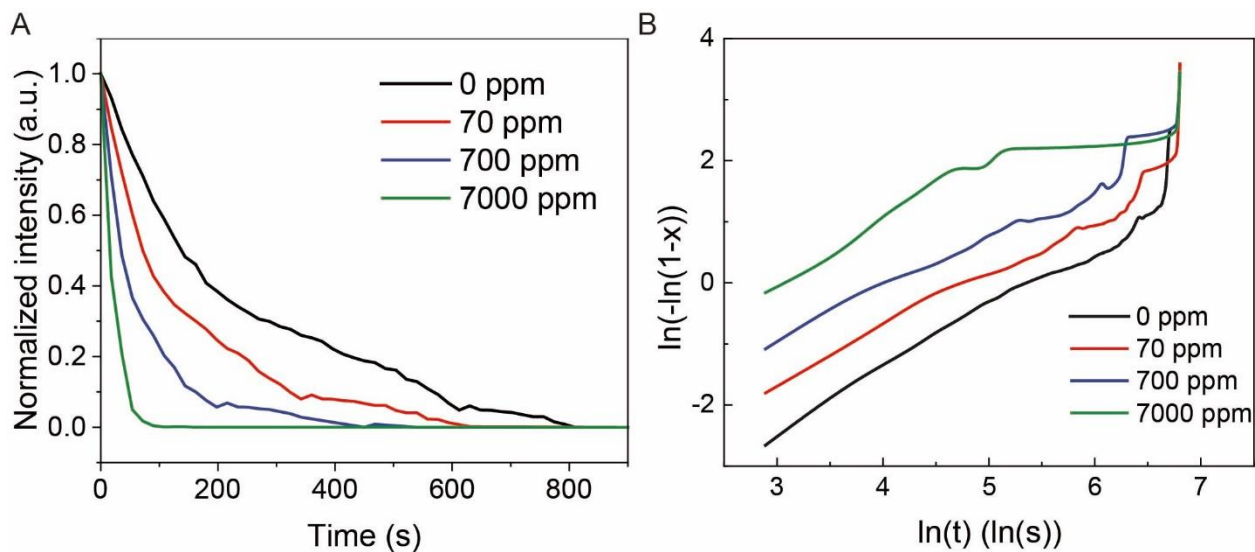 A
Normalized intensity (a.u.)
1.0
0.8
0.6
0.4
0.2
0.0
0 ppm
70 ppm
700 ppm
7000 ppm
0 200 400 600 800
Time (s)
B
ln(-ln(1-x))
4
2
0
-2
0 ppm
70 ppm
700 ppm
7000 ppm
3 4 5 6 7
ln(t) (ln(s))